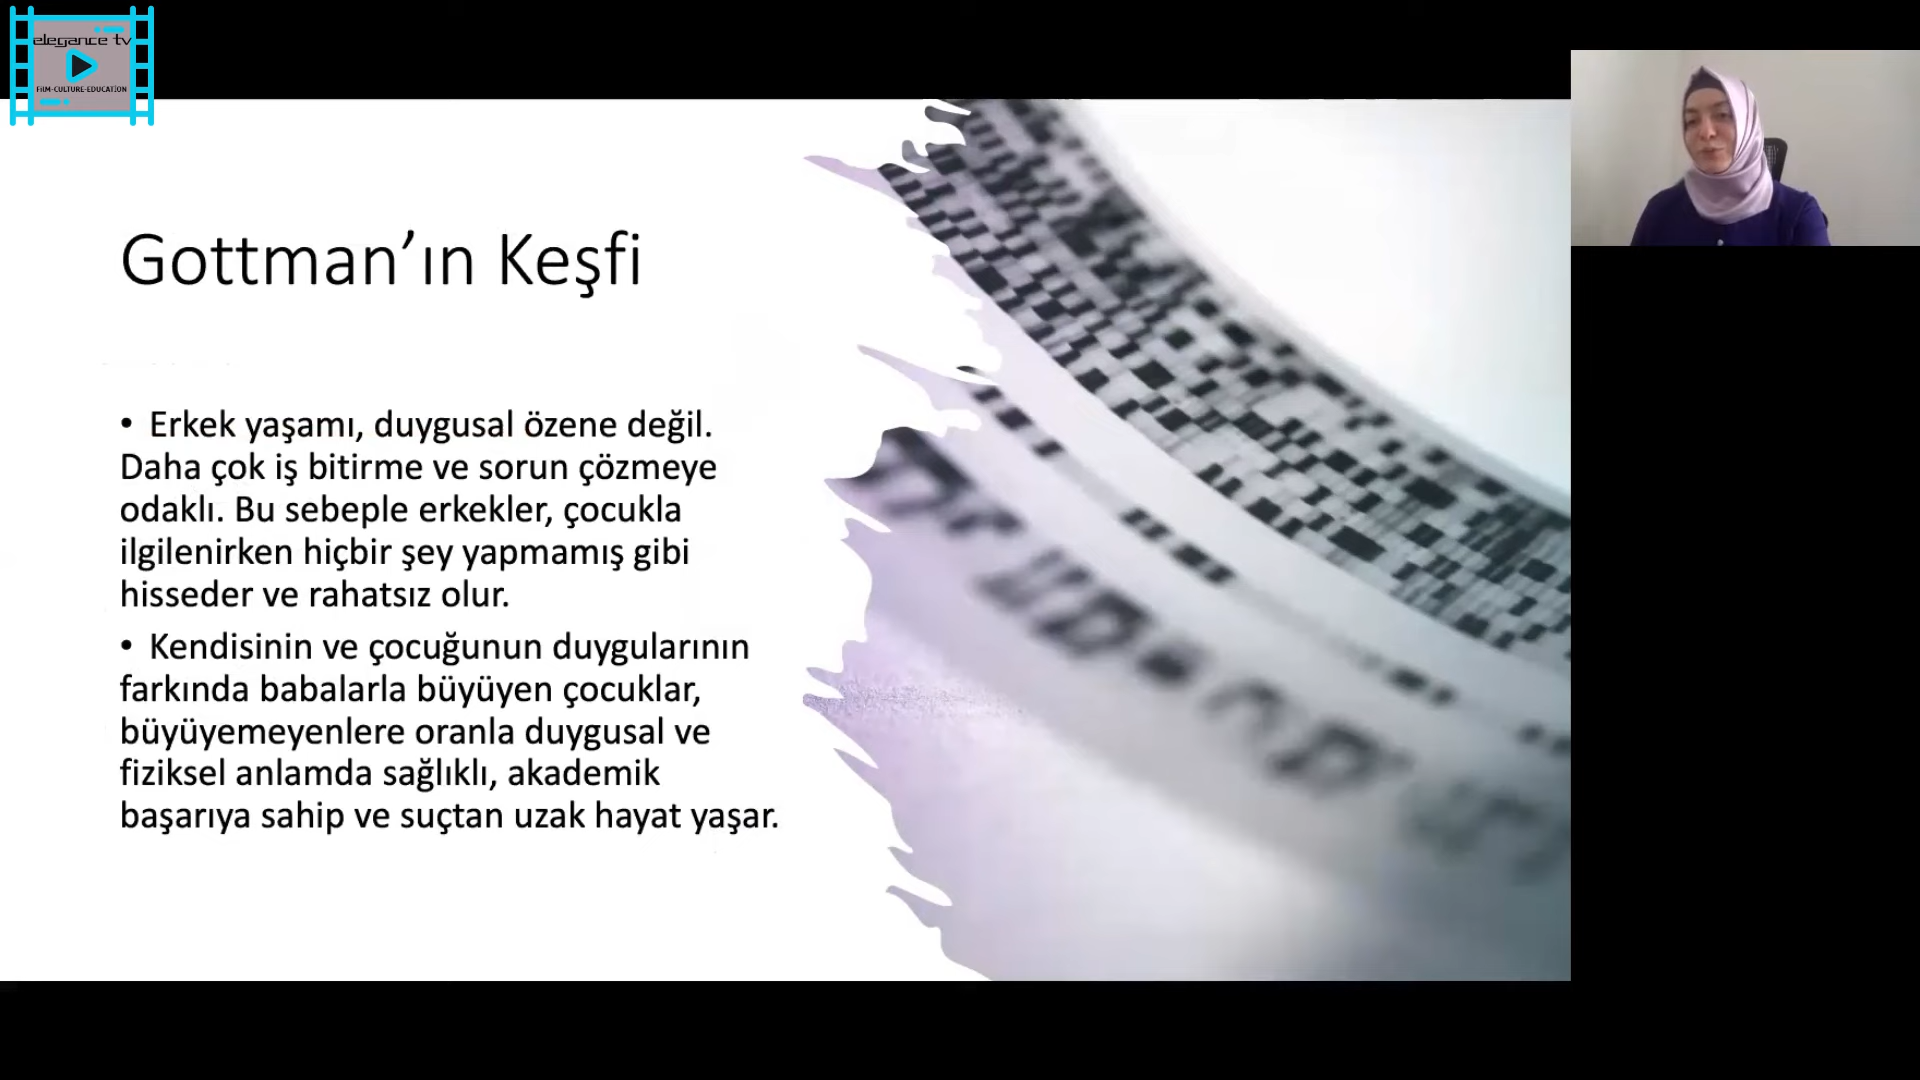 elegance tv
FILM-CULTURE-EDUCATION
Gottman’ın Keşfi
• Erkek yaşamı, duygusal özene değil.
Daha çok iş bitirme ve sorun çözmeye
odaklı. Bu sebeple erkekler, çocukla
ilgilenirken hiçbir şey yapmamış gibi
hisseder ve rahatsız olur.
• Kendisinin ve çocuğunun duygularının
farkında babalarla büyüyen çocuklar,
büyüyemeyenlere oranla duygusal ve
fiziksel anlamda sağlıklı, akademik
başarıya sahip ve suçtan uzak hayat yaşar.